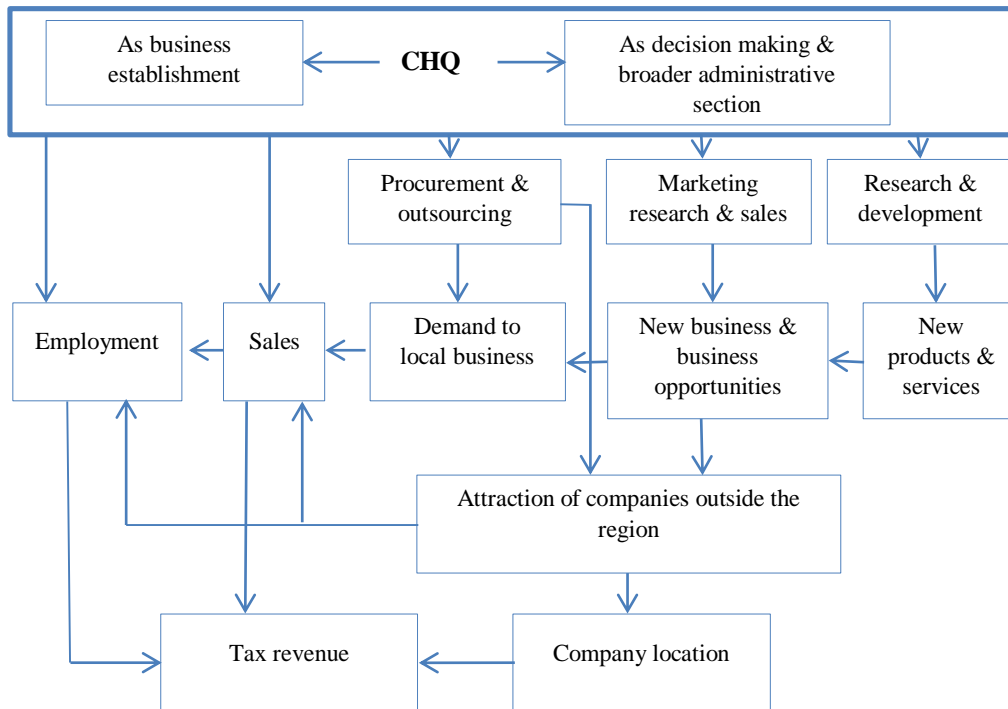 As business
establishment
CHQ
As decision making &
broader administrative
section
Procurement &
outsourcing
Marketing
research & sales
Research &
development
Employment
Sales
Demand to
local business
New business &
business
opportunities
New
products &
services
Attraction of companies outside the
region
Tax revenue
Company location